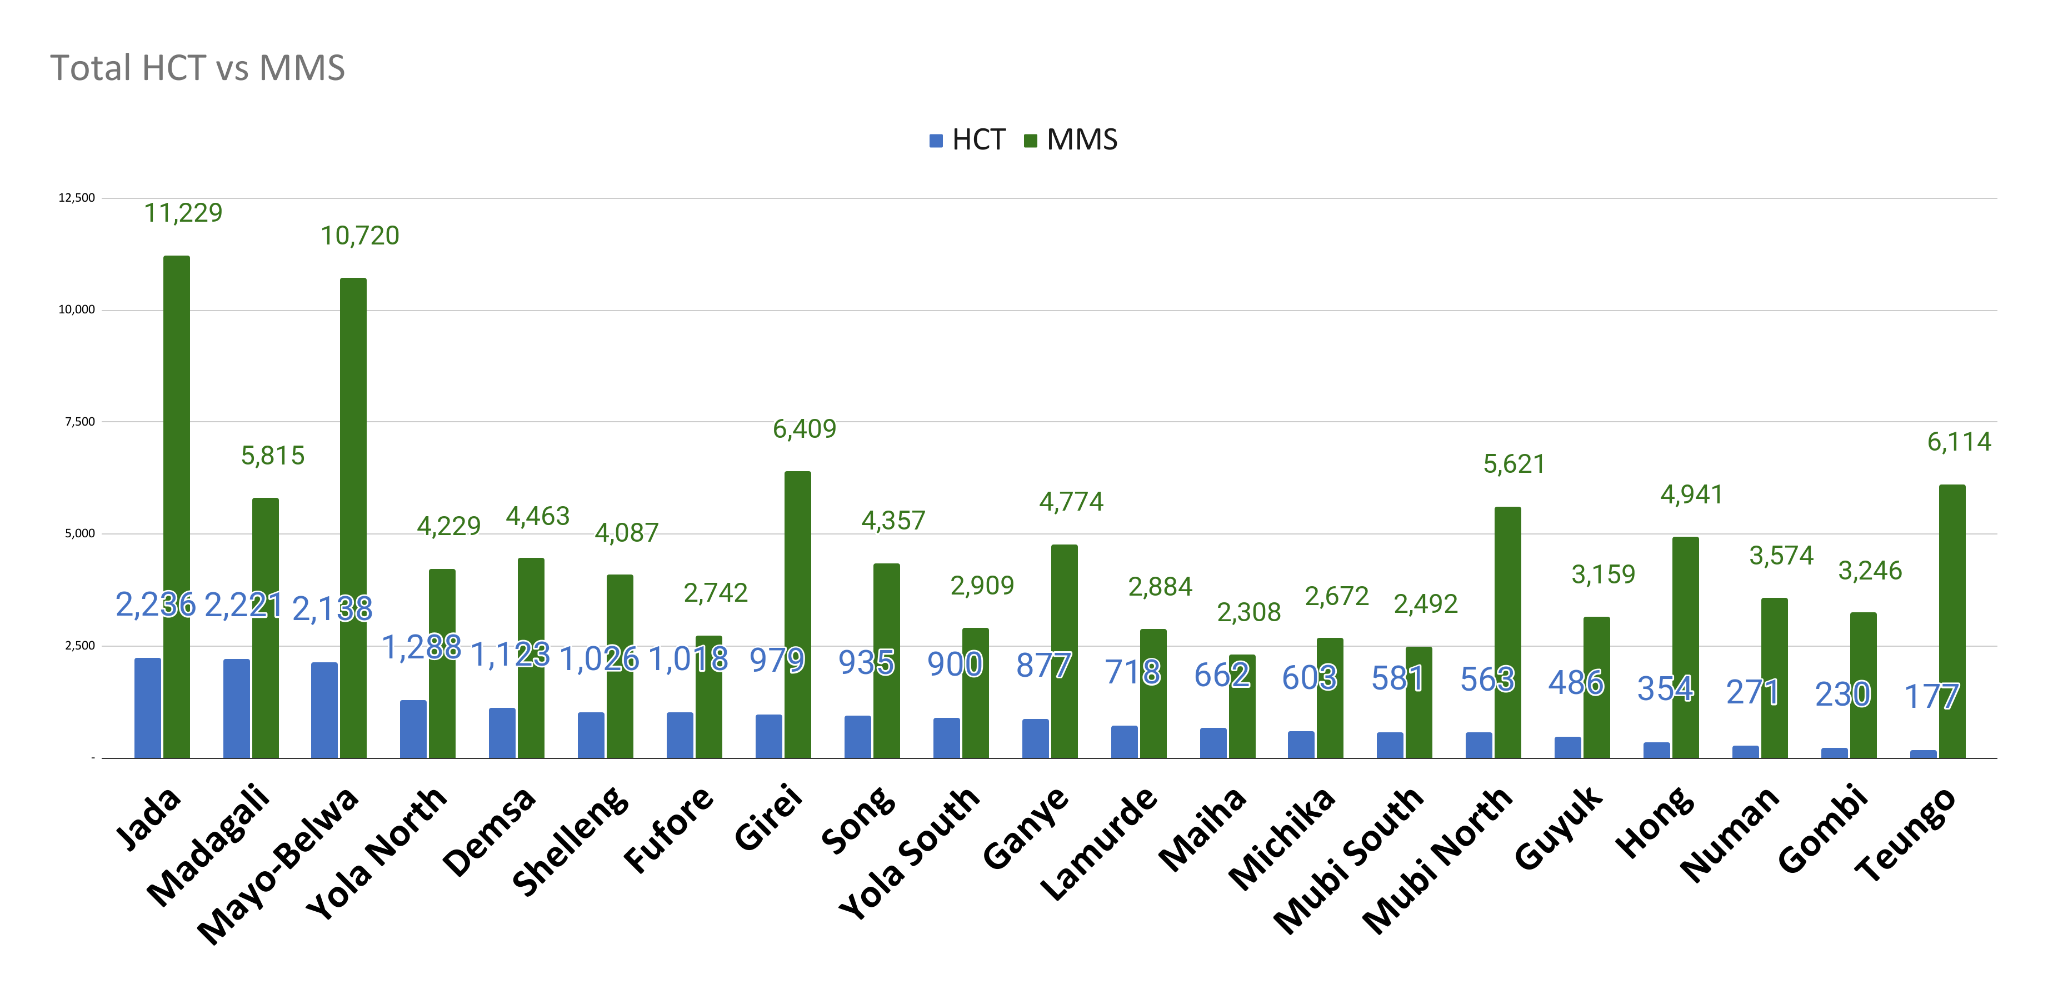 Total HCT vs MMS
HCT MMS
12,500
10,000
7,500
5,000
2,500
-
11,229
5,815
10,720
4,229
4,463
4,087
2,742
6,409
4,357
2,909
4,774
2,884
2,308
2,672
2,492
5,621
3,159
4,941
3,574
3,246
6,114
2,236
2,221
2,138
1,288
1,123
1,026
1,018
979
935
900
877
718
662
603
581
563
486
354
271
230
177
Jada
Madagali
Mayo-Belwa
Yola North
Demsa
Shelleng
Fufore
Girei
Song
Yola South
Ganye
Lamurde
Maiha
Michika
Mubi South
Mubi North
Guyuk
Hong
Numan
Gombi
Teungo